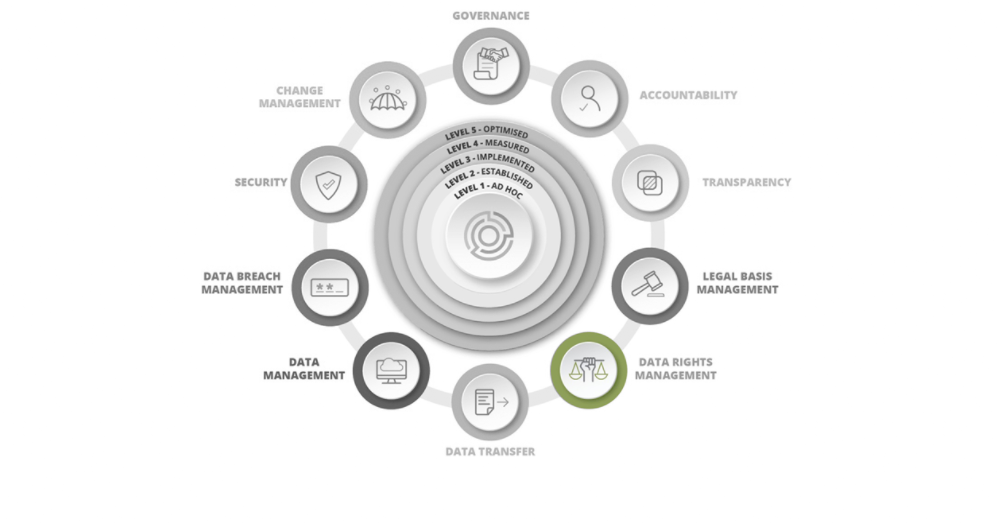 GOVERNANCE
CHANGE
MANAGEMENT
ACCOUNTABILITY
LEVEL 5 - OPTIMISED
LEVEL 4 - MEASURED
LEVEL 3 - IMPLEMENTED
LEVEL 2 - ESTABLISHED
LEVEL 1 - AD HOC
SECURITY
TRANSPARENCY
DATA BREACH
MANAGEMENT
LEGAL BASIS
MANAGEMENT
DATA
MANAGEMENT
DATA RIGHTS
MANAGEMENT
DATA TRANSFER